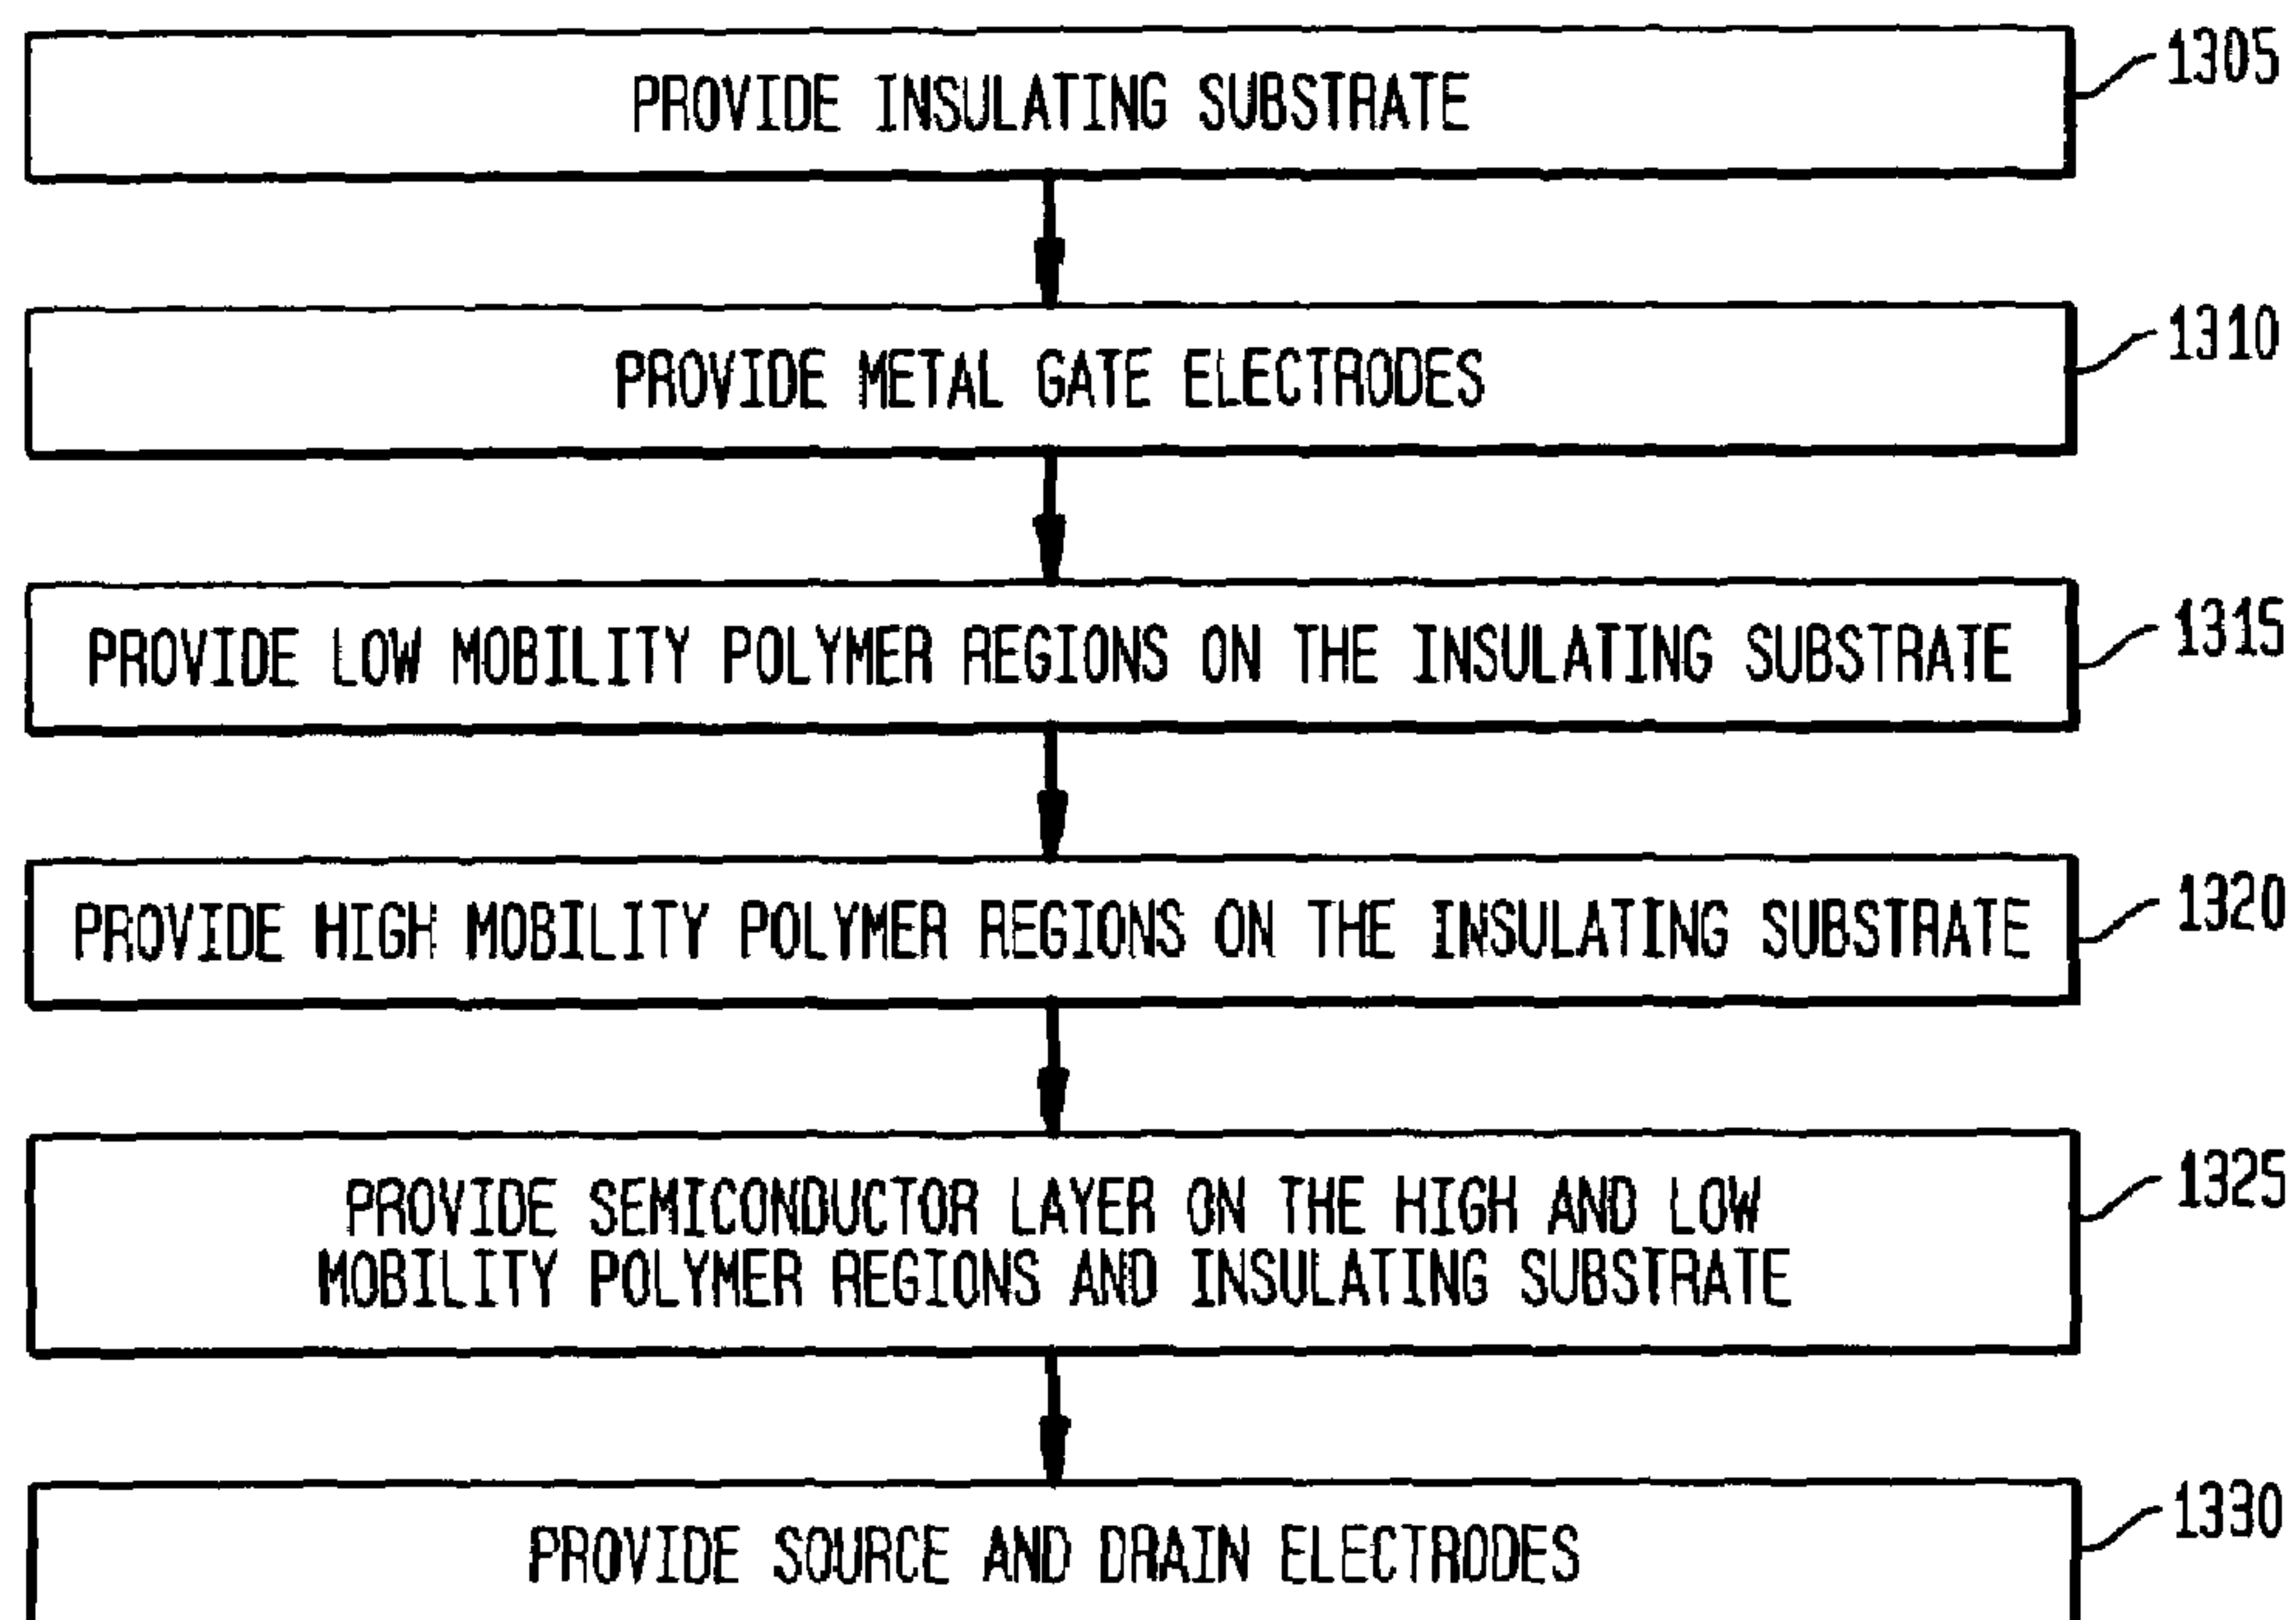 PROVIDE INSULATING SUBSTRATE
1305
PROVIDE METAL GATE ELECTRODES
1310
PROVIDE LOW MOBILITY POLYMER REGIONS ON THE INSULATING SUBSTRATE
1315
PROVIDE HIGH MOBILITY POLYMER REGIONS ON THE INSULATING SUBSTRATE
1320
PROVIDE SEMICONDUCTOR LAYER ON THE HIGH AND LOW
MOBILITY POLYMER REGIONS AND INSULATING SUBSTRATE
1325
PROVIDE SOURCE AND DRAIN ELECTRODES
1330